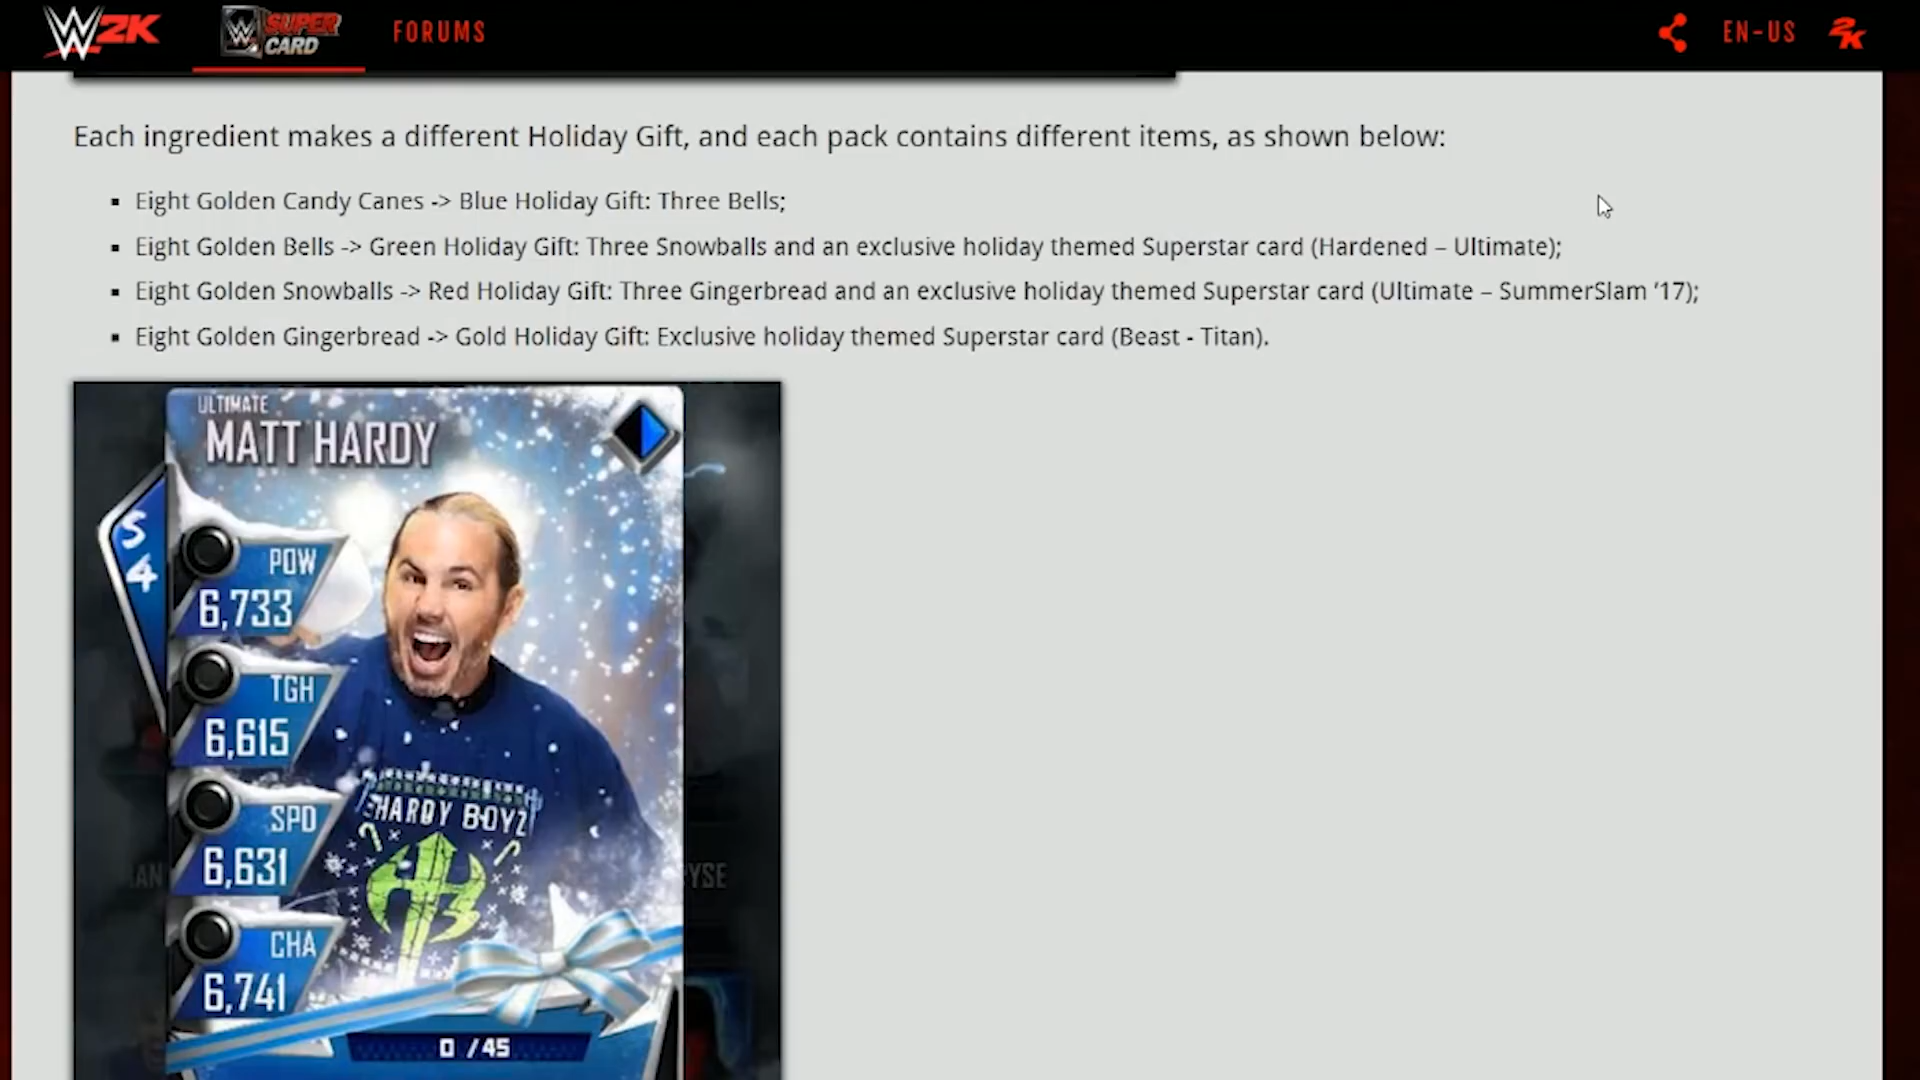 W 2K
W SUPER CARD
FORUMS
EN-US
2K
Each ingredient makes a different Holiday Gift, and each pack contains different items, as shown below:
▪ Eight Golden Candy Canes -> Blue Holiday Gift: Three Bells;
▪ Eight Golden Bells -> Green Holiday Gift: Three Snowballs and an exclusive holiday themed Superstar card (Hardened – Ultimate);
▪ Eight Golden Snowballs -> Red Holiday Gift: Three Gingerbread and an exclusive holiday themed Superstar card (Ultimate – SummerSlam ‘17);
▪ Eight Golden Gingerbread -> Gold Holiday Gift: Exclusive holiday themed Superstar card (Beast - Titan).
ULTIMATE
MATT HARDY
S
4
POW
6,733
TGH
6,615
SPD
6,631
HARDY BOYZ
CHA
6,741
0 /45